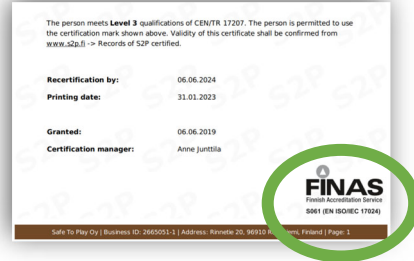 The person meets Level 3 qualifications of CEN/TR 17207. The person is permitted to use
the certification mark shown above. Validity of this certificate shall be confirmed from
www.s2p.fi -> Records of S2P certified.
Recertification by: 06.06.2024
Printing date: 31.01.2023
Granted: 06.06.2019
Certification manager: Anne Junttila
FINAS
Finnish Accreditation Service
S061 (EN ISO/IEC 17024)
Safe To Play Oy | Business ID: 2665051-1 | Address: Rinnetie 20, 96910 Finland | Page: 1